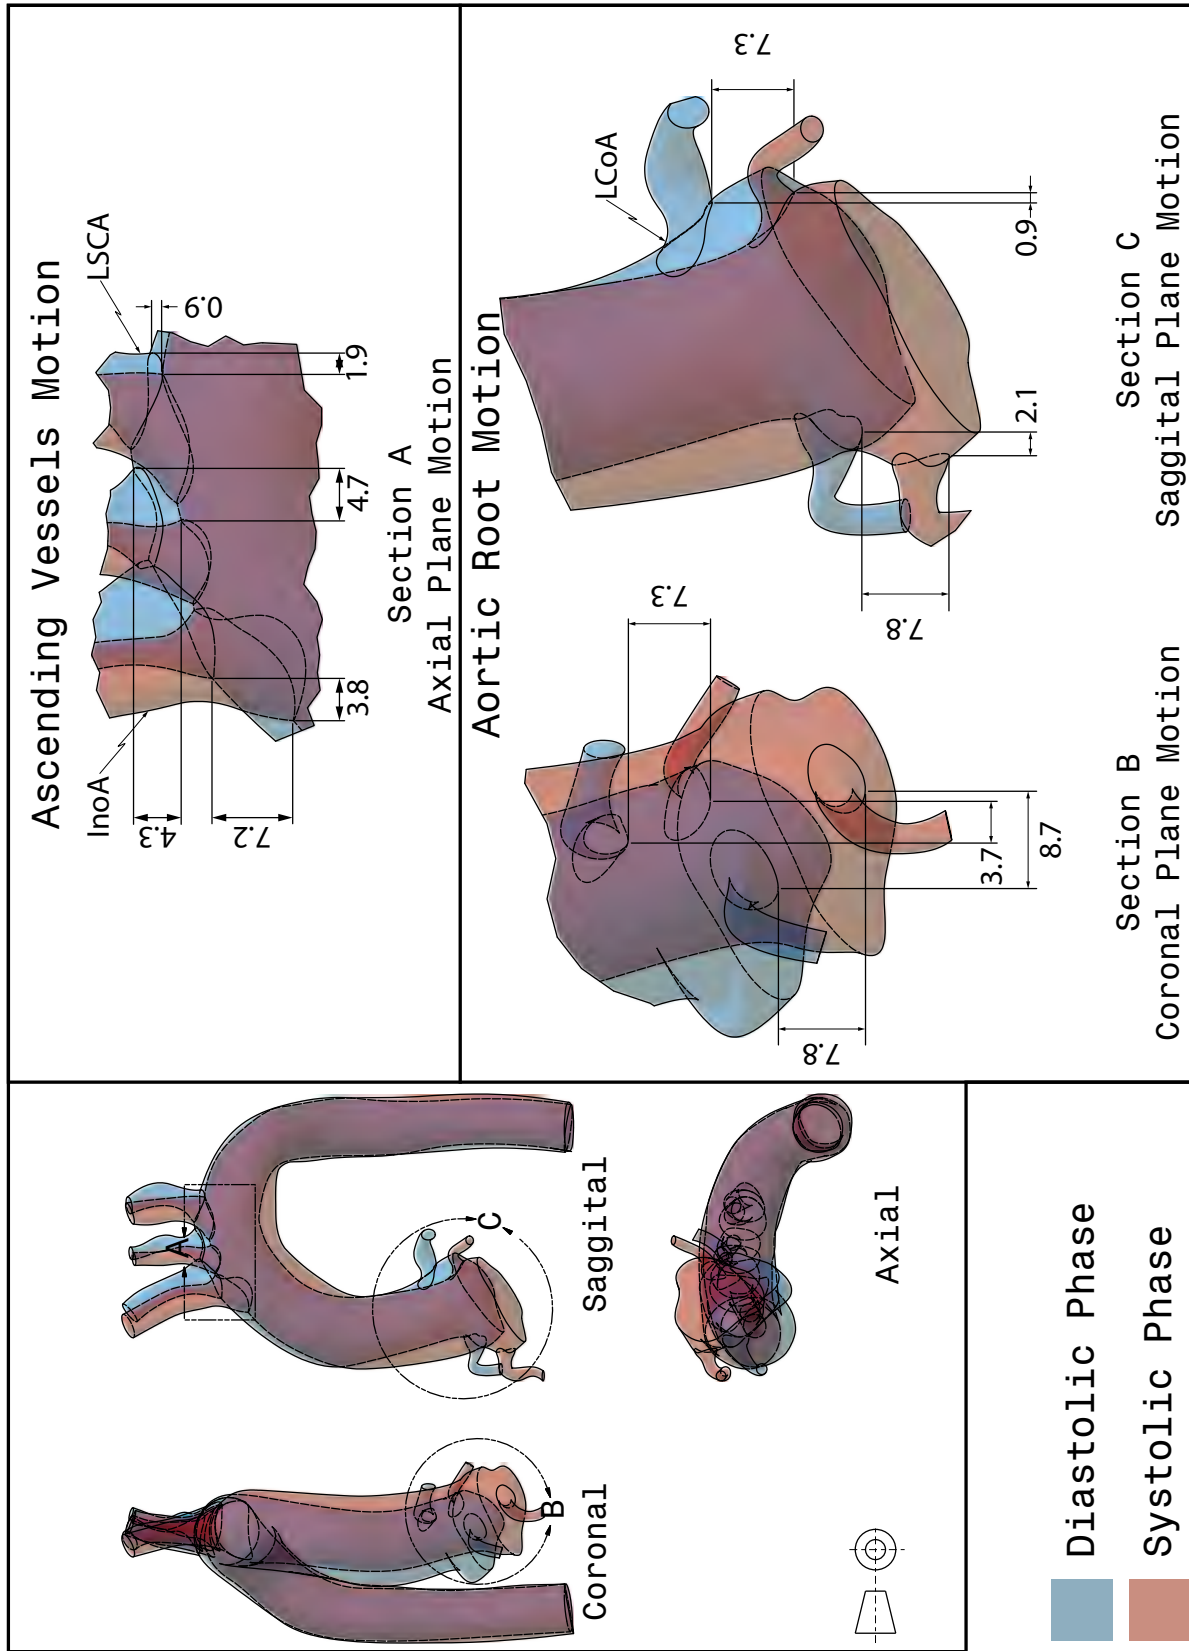 Ascending Vessels Motion
InoA
LSCA
4.3
7.2
3.8
4.7
1.9
0.9
Section A
Axial Plane Motion
Aortic Root Motion
7.3
7.8
3.7
8.7
Section B
Coronal Plane Motion
LCoA
7.3
7.8
2.1
0.9
Section C
Saggital Plane Motion
A
B
C
Coronal
Saggital
Axial
Diastolic Phase
Systolic Phase